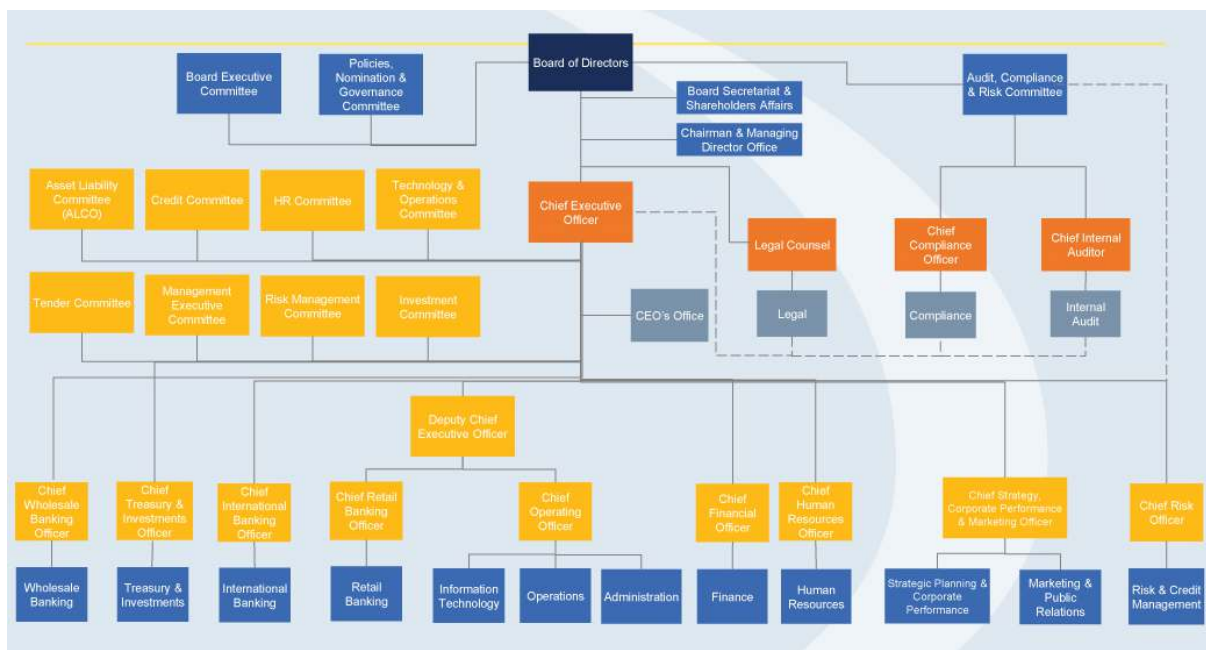 Board of Directors
Board Executive
Committee
Policies,
Nomination &
Governance
Committee
Audit, Compliance
& Risk Committee
Board Secretariat &
Shareholders Affairs
Chairman & Managing
Director Office
Asset Liability
Committee
(ALCO)
Credit Committee
HR Committee
Technology &
Operations
Committee
Chief Executive
Officer
Legal Counsel
Chief
Compliance
Officer
Chief Internal
Auditor
Tender Committee
Management
Executive
Committee
Risk Management
Committee
Investment
Committee
CEO's Office
Legal
Compliance
Internal
Audit
Deputy Chief
Executive Officer
Chief
Wholesale
Banking
Officer
Chief
Treasury &
Investments
Officer
Chief
International
Banking
Officer
Chief Retail
Banking
Officer
Chief
Operating
Officer
Chief
Financial
Officer
Chief
Human
Resources
Officer
Chief Strategy,
Corporate Performance
& Marketing Officer
Chief Risk
Officer
Wholesale
Banking
Treasury &
Investments
International
Banking
Retail
Banking
Information
Technology
Operations
Administration
Finance
Human
Resources
Strategic Planning &
Corporate
Performance
Marketing &
Public
Relations
Risk & Credit
Management